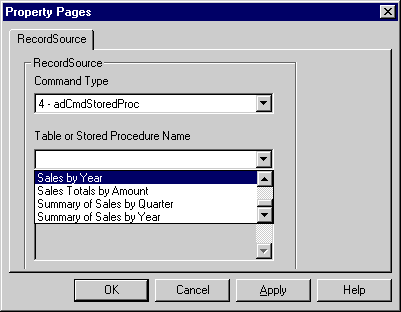 Property Pages
RecordSource
RecordSource
Command Type
4 - adCmdStoredProc
Table or Stored Procedure Name
Sales by Year
Sales Totals by Amount
Summary of Sales by Quarter
Summary of Sales by Year
OK Cancel Apply Help